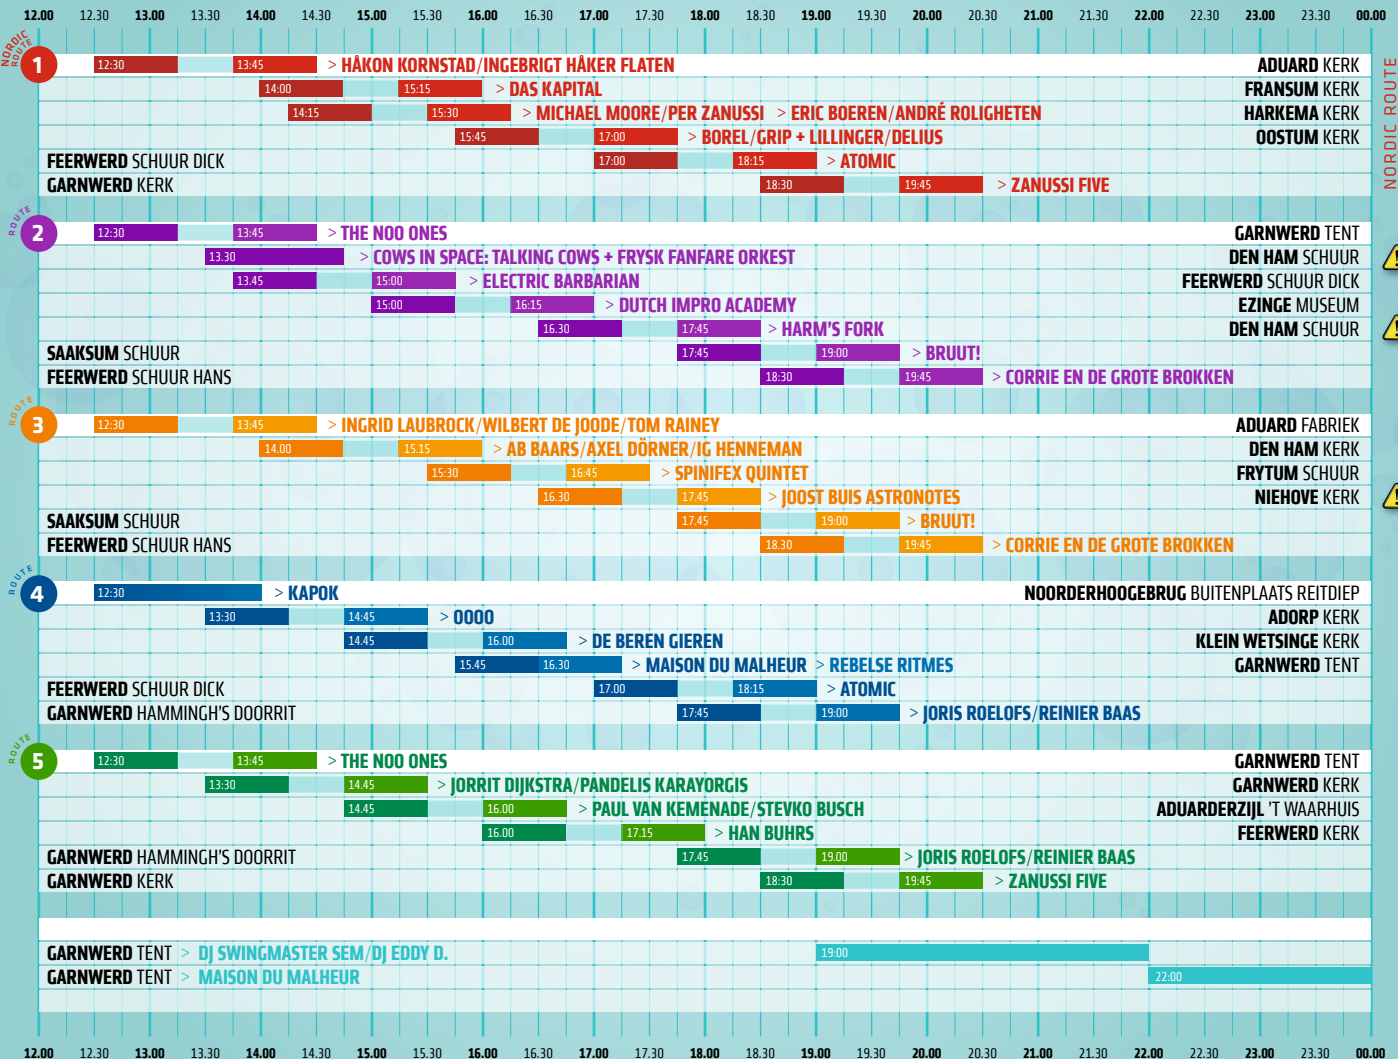 12.00 12.30 13.00 13.30 14.00 14.30 15.00 15.30 16.00 16.30 17.00 17.30 18.00 18.30 19.00 19.30 20.00 20.30 21.00 21.30 22.00 22.30 23.00 23.30 00.00
NORDIC ROUTE
1 12:30 13:45 > HÅKON KORNSTAD/INGEBRIGT HÅKER FLATEN ADUARD KERK
14:00 15:15 > DAS KAPITAL FRANSUM KERK
14:15 15:30 > MICHAEL MOORE/PER ZANUSSI > ERIC BOEREN/ANDRÉ ROLIGHETEN HARKEMA KERK
15:45 17:00 > BOREL/GRIP + LILLINGER/DELIUS OOSTUM KERK
FEERWERD SCHUUR DICK 17:00 18:15 > ATOMIC
GARNWERD KERK 18:30 19:45 > ZANUSSI FIVE
NORDIC ROUTE
ROUTE
2 12:30 13:45 > THE NOO ONES GARNWERD TENT
13.30 > COWS IN SPACE: TALKING COWS + FRYSK FANFARE ORKEST DEN HAM SCHUUR
13.45 15:00 > ELECTRIC BARBARIAN FEERWERD SCHUUR DICK
15:00 16:15 > DUTCH IMPRO ACADEMY EZINGE MUSEUM
16.30 17:45 > HARM'S FORK DEN HAM SCHUUR
SAAKSUM SCHUUR 17:45 19:00 > BRUUT!
FEERWERD SCHUUR HANS 18:30 19:45 > CORRIE EN DE GROTE BROKKEN
ROUTE
3 12:30 13:45 > INGRID LAUBROCK/WILBERT DE JOODE/TOM RAINEY ADUARD FABRIEK
14.00 15.15 > AB BAARS/AXEL DÖRNER/IG HENNEMAN DEN HAM KERK
15:30 16:45 > SPINIFEX QUINTET FRYTUM SCHUUR
16.30 17.45 > JOOST BUIS ASTRONOTES NIEHOVE KERK
SAAKSUM SCHUUR 17.45 19:00 > BRUUT!
FEERWERD SCHUUR HANS 18.30 19:45 > CORRIE EN DE GROTE BROKKEN
ROUTE
4 12:30 > KAPOK NOORDERHOOGEBRUG BUITENPLAATS REITDIEP
13:30 14:45 > OOOO ADORP KERK
14.45 16.00 > DE BEREN GIEREN KLEIN WETSINGE KERK
15.45 16.30 > MAISON DU MALHEUR > REBELSE RITMES GARNWERD TENT
FEERWERD SCHUUR DICK 17.00 18:15 > ATOMIC
GARNWERD HAMMINGH'S DOORRIT 17:45 19:00 > JORIS ROELOFS/REINIER BAAS
ROUTE
5 12:30 13:45 > THE NOO ONES GARNWERD TENT
13:30 14.45 > JORRIT DIJKSTRA/PANDELIS KARAYORGIS GARNWERD KERK
14.45 16.00 > PAUL VAN KEMENADE/STEVKO BUSCH ADUARDERZIJL 'T WAARHUIS
16.00 17.15 > HAN BUHRS FEERWERD KERK
GARNWERD HAMMINGH'S DOORRIT 17.45 19.00 > JORIS ROELOFS/REINIER BAAS
GARNWERD KERK 18:30 19:45 > ZANUSSI FIVE
GARNWERD TENT > DJ SWINGMASTER SEM/DJ EDDY D. 19:00
GARNWERD TENT > MAISON DU MALHEUR 22:00
12.00 12.30 13.00 13.30 14.00 14.30 15.00 15.30 16.00 16.30 17.00 17.30 18.00 18.30 19.00 19.30 20.00 20.30 21.00 21.30 22.00 22.30 23.00 23.30 00.00